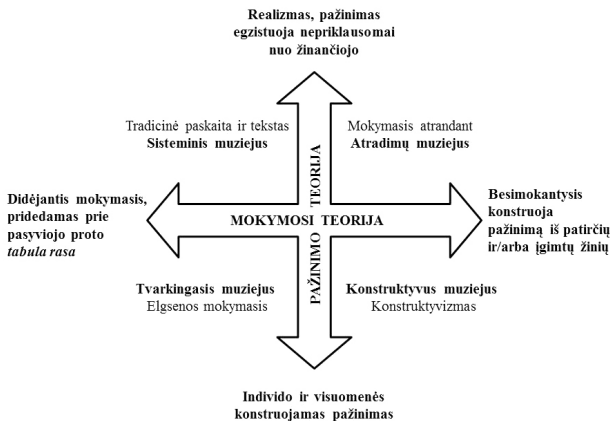 Realizmas, pažinimas
egzistuoja nepriklausomai
nuo žinančiojo
Tradicinė paskaita ir tekstas
Sisteminis muziejus
Mokymasis atrandant
Atradimų muziejus
Didėjantis mokymasis,
pridedamas prie
pasyviojo proto
tabula rasa
MOKYMOSI TEORIJA
PAŽINIMO TEORIJA
Besimokantysis
konstruoja
pažinimą iš patirčių
ir/arba įgimtų žinių
Tvarkingasis muziejus
Elgsenos mokymasis
Konstruktyvus muziejus
Konstruktyvizmas
Individo ir visuomenės
konstruojamas pažinimas